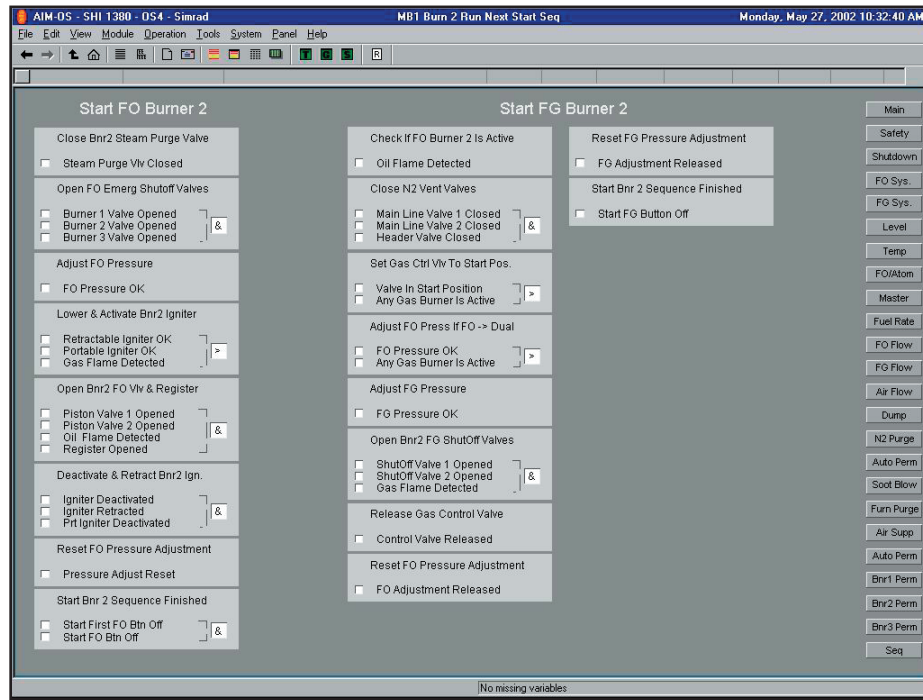 AIM-OS - SHI 1380 - OS4 - Simrad
MB1 Burn 2 Run Next Start Seq
Monday, May 27, 2002 10:32:40 AM
File Edit View Module Operation Tools System Panel Help
T G S R
Start FO Burner 2
Close Bnr2 Steam Purge Valve
Steam Purge Vlv Closed
Open FO Emerg Shutoff Valves
Burner 1 Valve Opened
Burner 2 Valve Opened
&
Burner 3 Valve Opened
Adjust FO Pressure
FO Pressure OK
Lower & Activate Bnr2 Igniter
Retractable Igniter OK
Portable Igniter OK
>
Gas Flame Detected
Open Bnr2 FO Vlv & Register
Piston Valve 1 Opened
Piston Valve 2 Opened
&
Oil Flame Detected
Register Opened
Deactivate & Retract Bnr2 Ign.
Igniter Deactivated
Igniter Retracted
&
Prt Igniter Deactivated
Reset FO Pressure Adjustment
Pressure Adjust Reset
Start Bnr 2 Sequence Finished
Start First FO Btn Off
&
Start FO Btn Off
Start FG Burner 2
Check If FO Burner 2 Is Active
Oil Flame Detected
Close N2 Vent Valves
Main Line Valve 1 Closed
Main Line Valve 2 Closed
&
Header Valve Closed
Set Gas Ctrl Vlv To Start Pos.
Valve In Start Position
>
Any Gas Burner Is Active
Adjust FO Press If FO -> Dual
FO Pressure OK
>
Any Gas Burner Is Active
Adjust FG Pressure
FG Pressure OK
Open Bnr2 FG ShutOff Valves
ShutOff Valve 1 Opened
ShutOff Valve 2 Opened
&
Gas Flame Detected
Release Gas Control Valve
Control Valve Released
Reset FO Pressure Adjustment
FO Adjustment Released
Reset FG Pressure Adjustment
FG Adjustment Released
Start Bnr 2 Sequence Finished
Start FG Button Off
Main
Safety
Shutdown
FO Sys.
FG Sys.
Level
Temp
FO/Atom
Master
Fuel Rate
FO Flow
FG Flow
Air Flow
Dump
N2 Purge
Auto Perm
Soot Blow
Furn Purge
Air Supp
Auto Perm
Bnr1 Perm
Bnr2 Perm
Bnr3 Perm
Seq
No missing variables